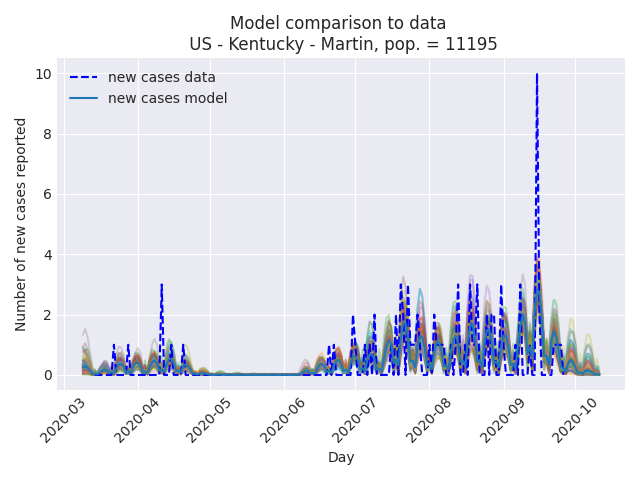 Model comparison to data
US - Kentucky - Martin, pop. = 11195
new cases data
new cases model
Number of new cases reported
10
8
6
4
2
0
2020-03
2020-04
2020-05
2020-06
2020-07
2020-08
2020-09
2020-10
Day